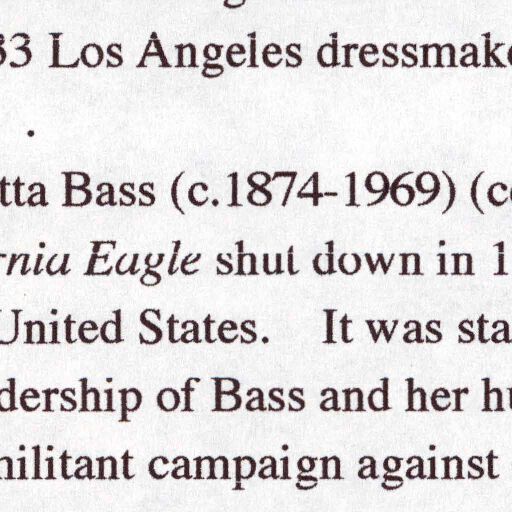 33 Los Angeles dressmake
.
tta Bass (c.1874-1969) (c
rnia Eagle shut down in 1
United States. It was sta
dership of Bass and her hu
nilitant campaign against